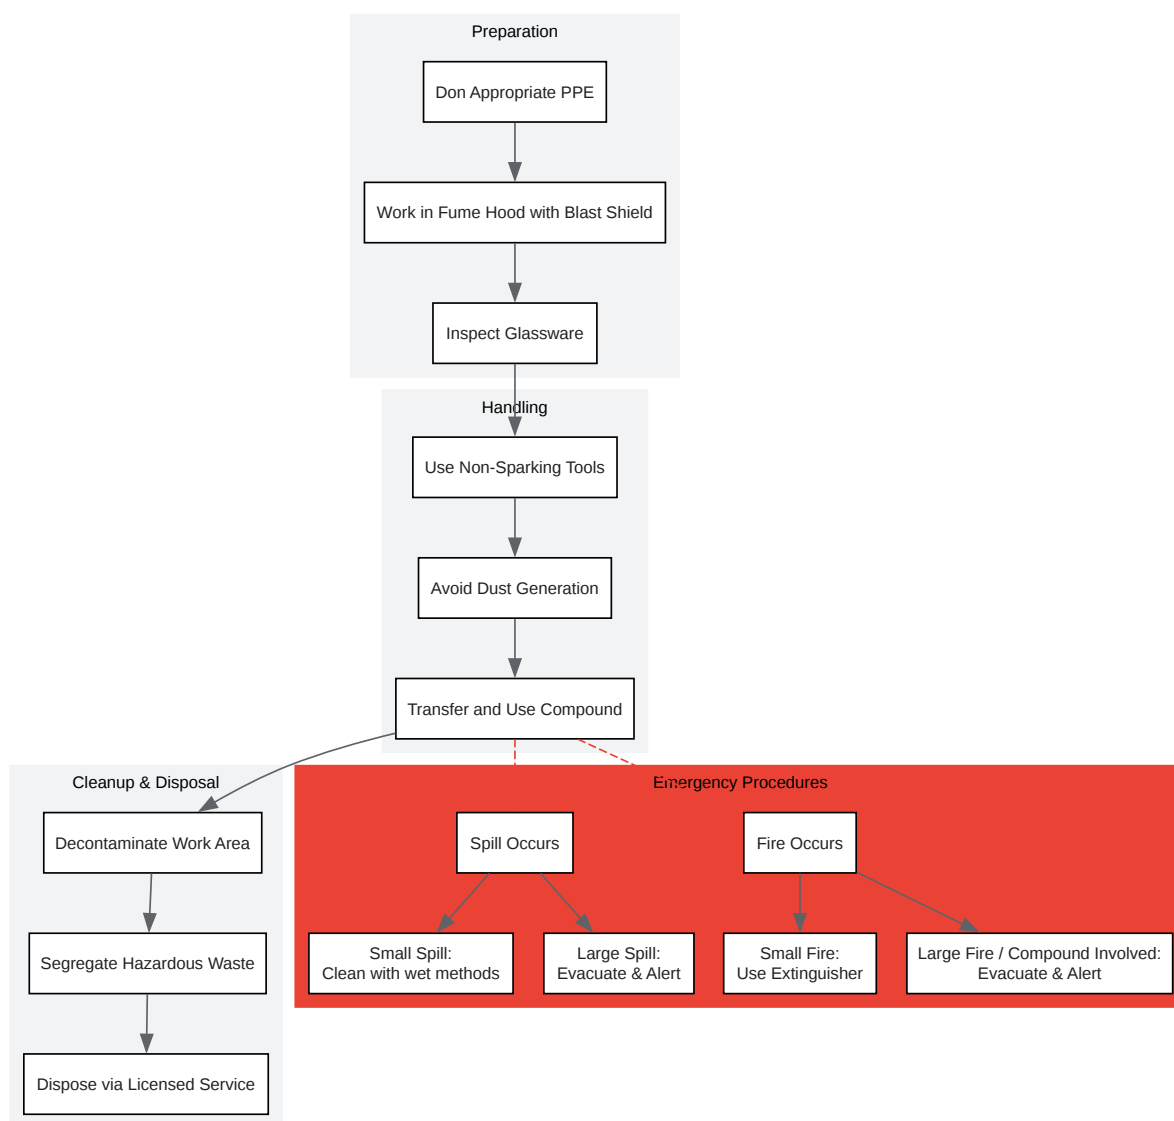 Preparation
Don Appropriate PPE
Work in Fume Hood with Blast Shield
Inspect Glassware
Handling
Use Non-Sparking Tools
Avoid Dust Generation
Transfer and Use Compound
Cleanup & Disposal
Decontaminate Work Area
Segregate Hazardous Waste
Dispose via Licensed Service
Emergency Procedures
Spill Occurs
Fire Occurs
Small Spill:
Clean with wet methods
Large Spill:
Evacuate & Alert
Small Fire:
Use Extinguisher
Large Fire / Compound Involved:
Evacuate & Alert